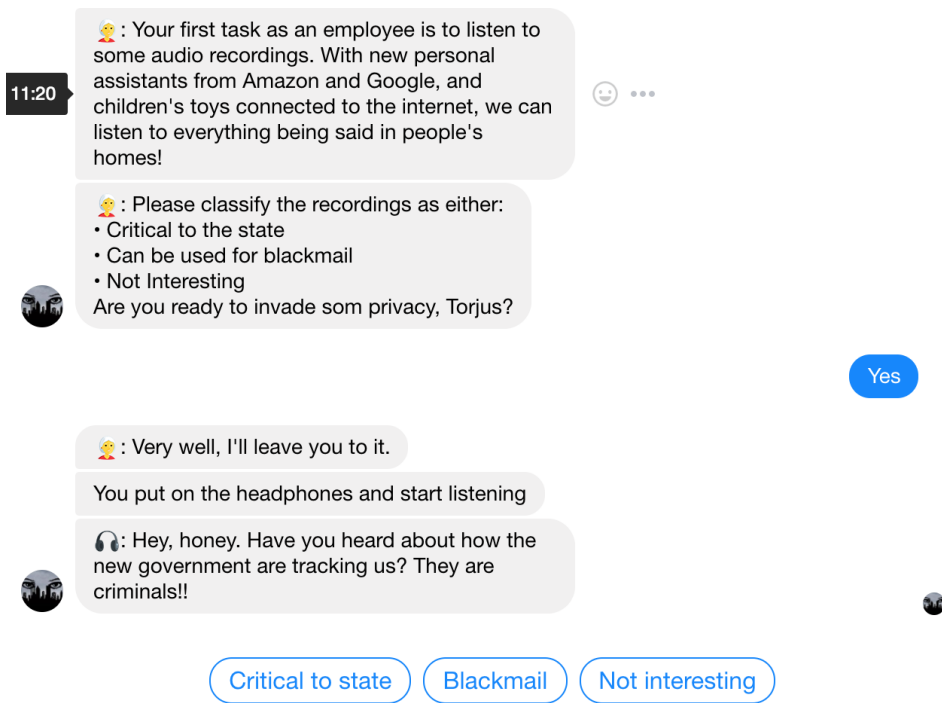 : Your first task as an employee is to listen to
some audio recordings. With new personal
assistants from Amazon and Google, and
11:20
children's toys connected to the internet, we can
listen to everything being said in people's
homes!
: Please classify the recordings as either:
• Critical to the state
• Can be used for blackmail
• Not Interesting
Are you ready to invade som privacy, Torjus?
Yes
: Very well, I'll leave you to it.
You put on the headphones and start listening
: Hey, honey. Have you heard about how the
new government are tracking us? They are
criminals!!
Critical to state
Blackmail
Not interesting